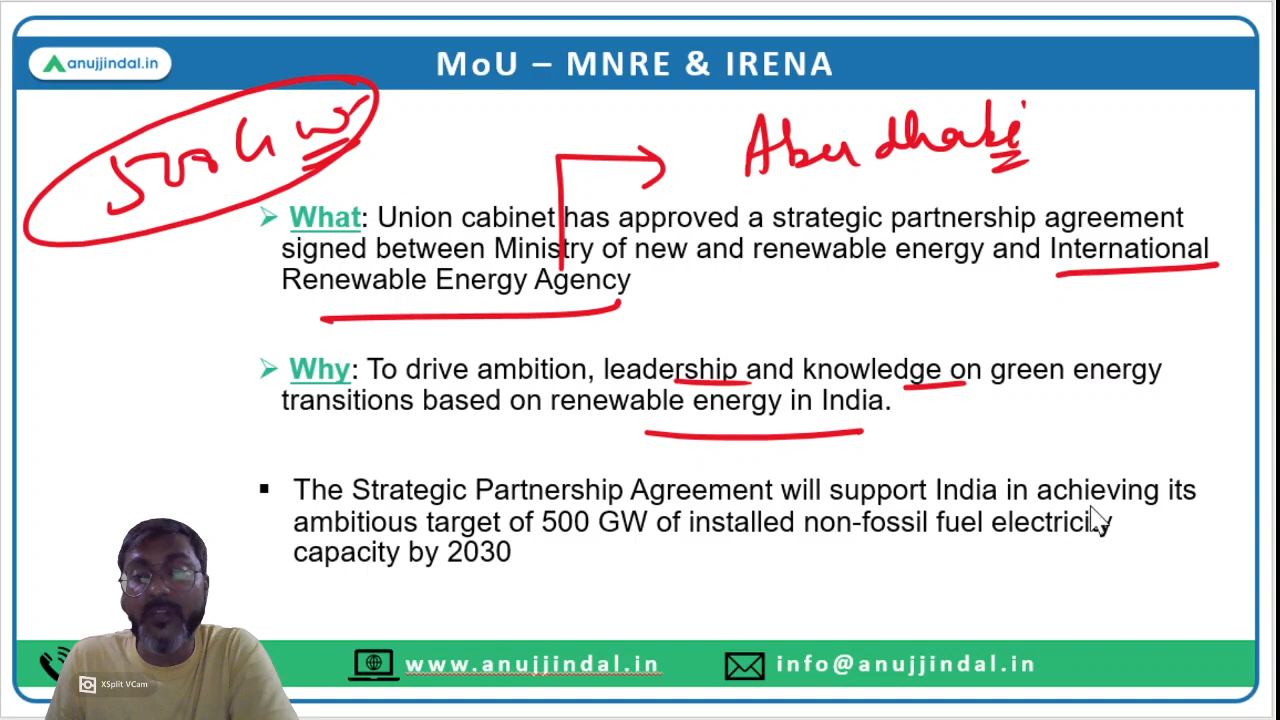 anujjindal.in
MoU – MNRE & IRENA
500 GW
Abu dhabi
➢ What: Union cabinet has approved a strategic partnership agreement
signed between Ministry of new and renewable energy and International
Renewable Energy Agency
➢ Why: To drive ambition, leadership and knowledge on green energy
transitions based on renewable energy in India.
▪ The Strategic Partnership Agreement will support India in achieving its
ambitious target of 500 GW of installed non-fossil fuel electricity
capacity by 2030
www.anujjindal.in
info@anujjindal.in
XSplit VCam